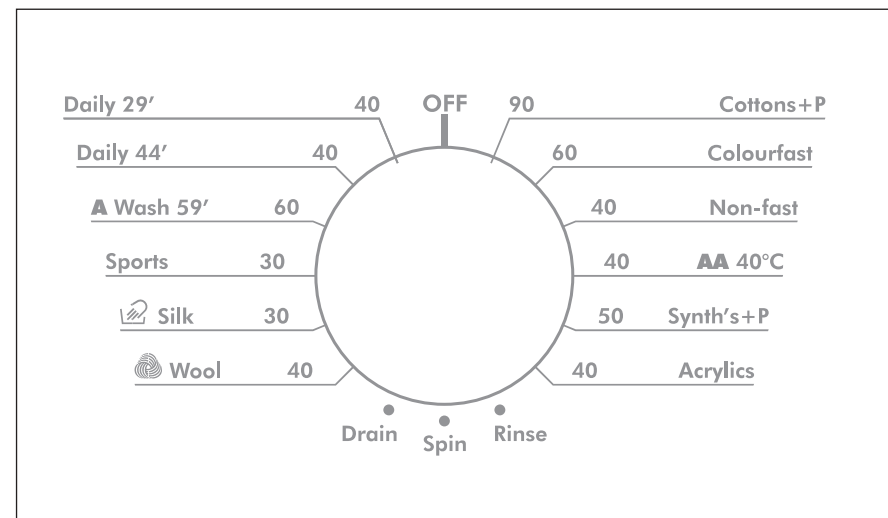 OFF
90 Cottons+P
60 Colourfast
40 Non-fast
40 AA 40°C
50 Synth's+P
40 Acrylics
Rinse
Spin
Drain
Wool 40
Silk 30
Sports 30
A Wash 59′ 60
Daily 44′ 40
Daily 29′ 40